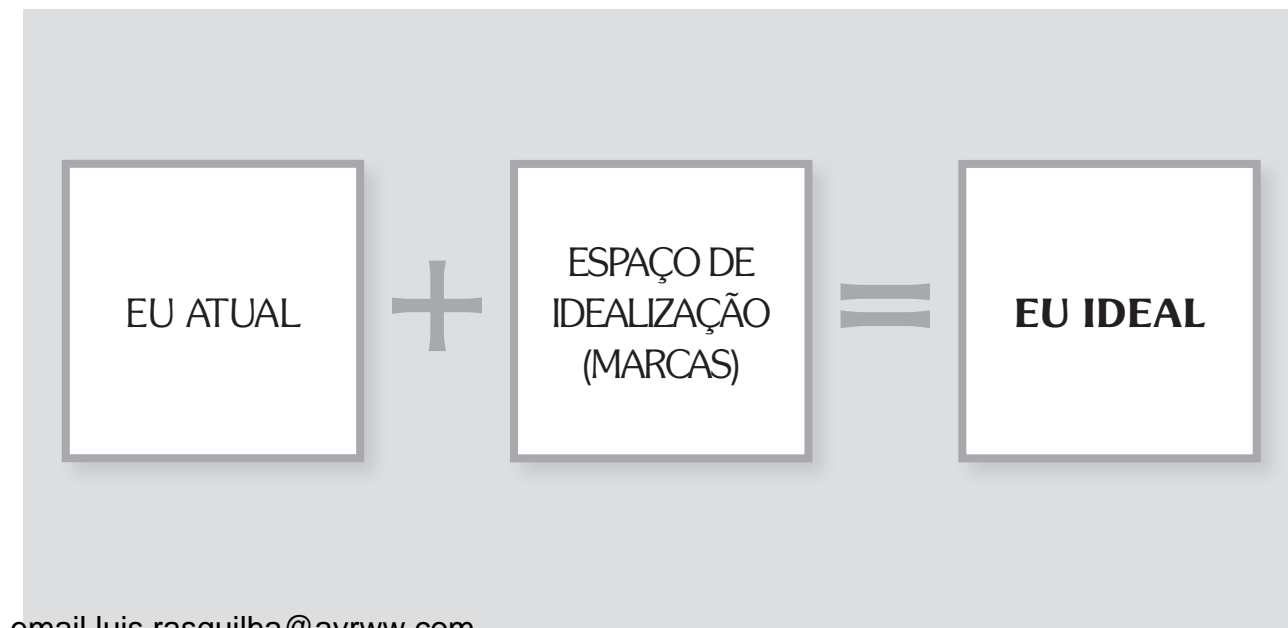 EU ATUAL
+
ESPAÇO DE
IDEALIZAÇÃO
(MARCAS)
=
EU IDEAL
email luis.rasquilha@ayrww.com